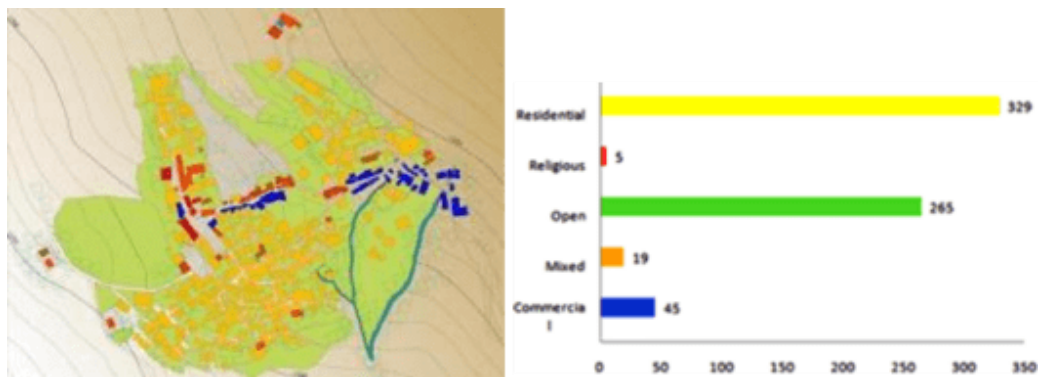 Residential 329
Religious 5
Open 265
Mixed 19
Commercia
l 45
0 50 100 150 200 250 300 350